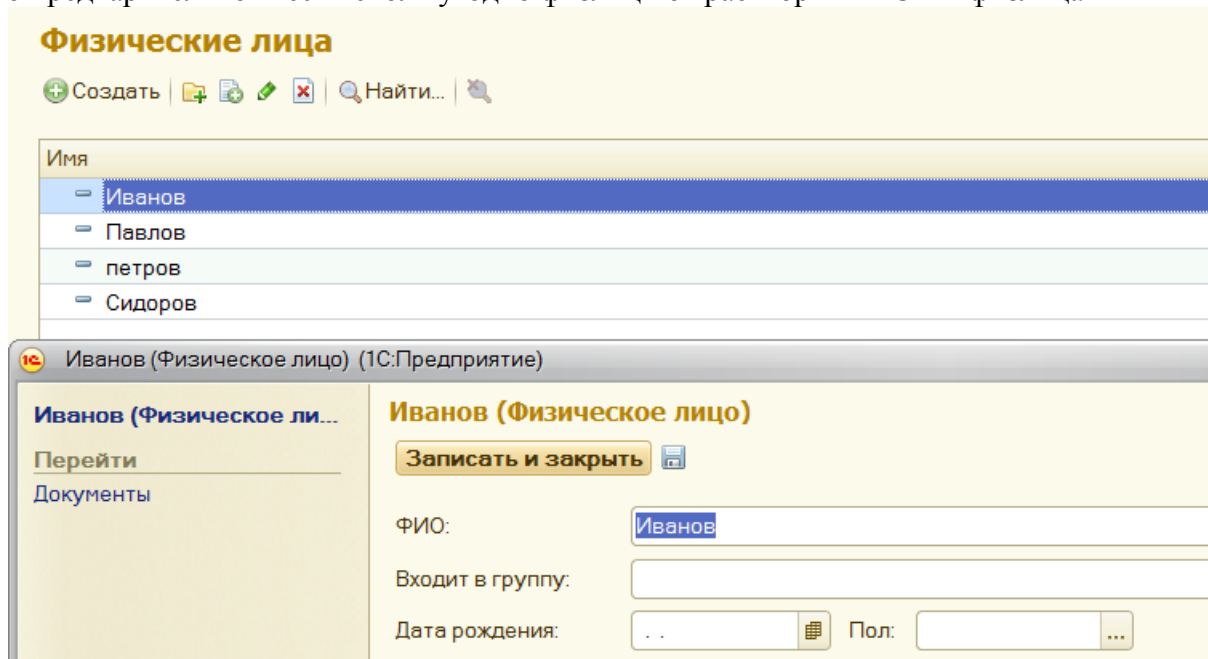 Физические лица
Создать Найти...
Имя
Иванов
Павлов
петров
Сидоров
Иванов (Физическое лицо) (1С:Предприятие)
Иванов (Физическое ли...
Иванов (Физическое лицо)
Записать и закрыть
Перейти
Документы
ФИО: Иванов
Входит в группу:
Дата рождения: . . Пол: ...